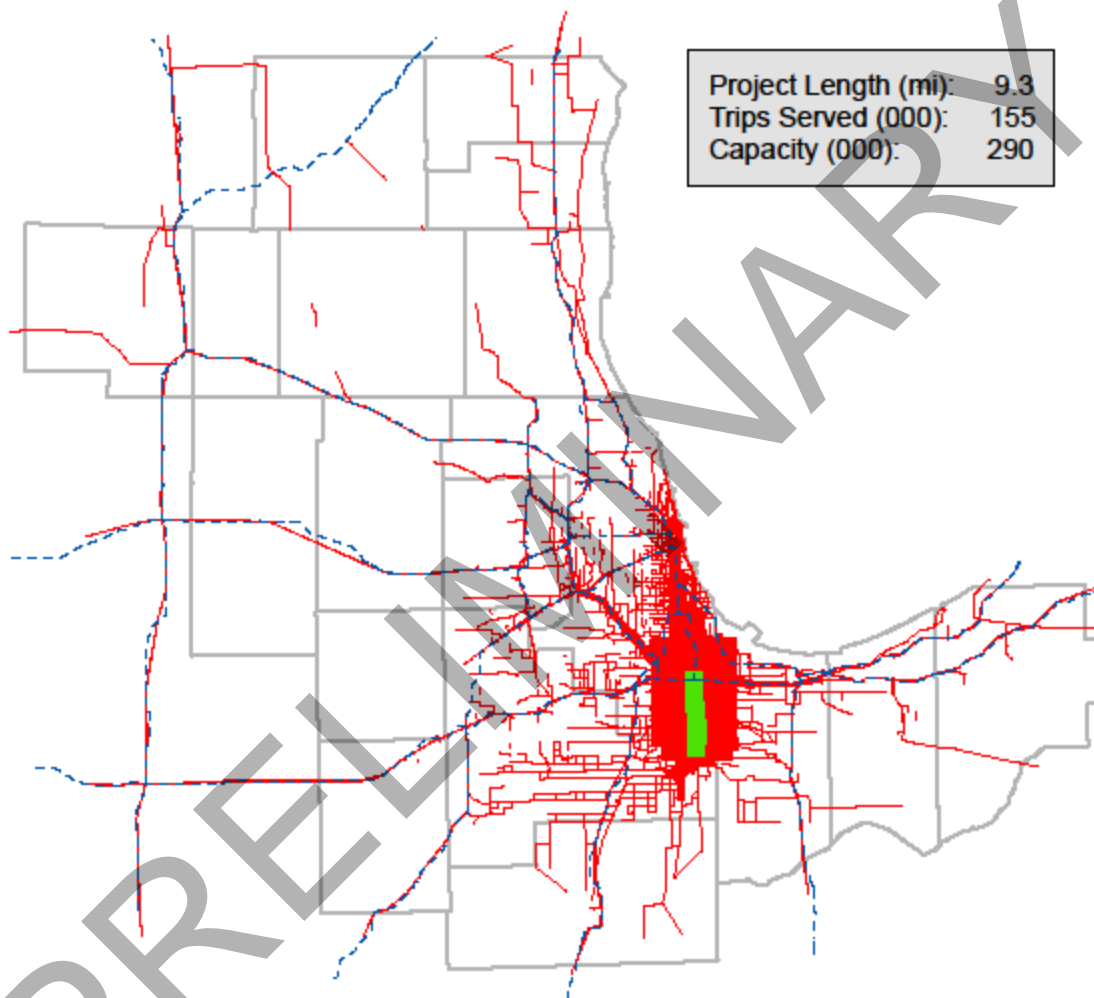 Project Length (mi): 9.3
Trips Served (000): 155
Capacity (000): 290
PRELIMINARY